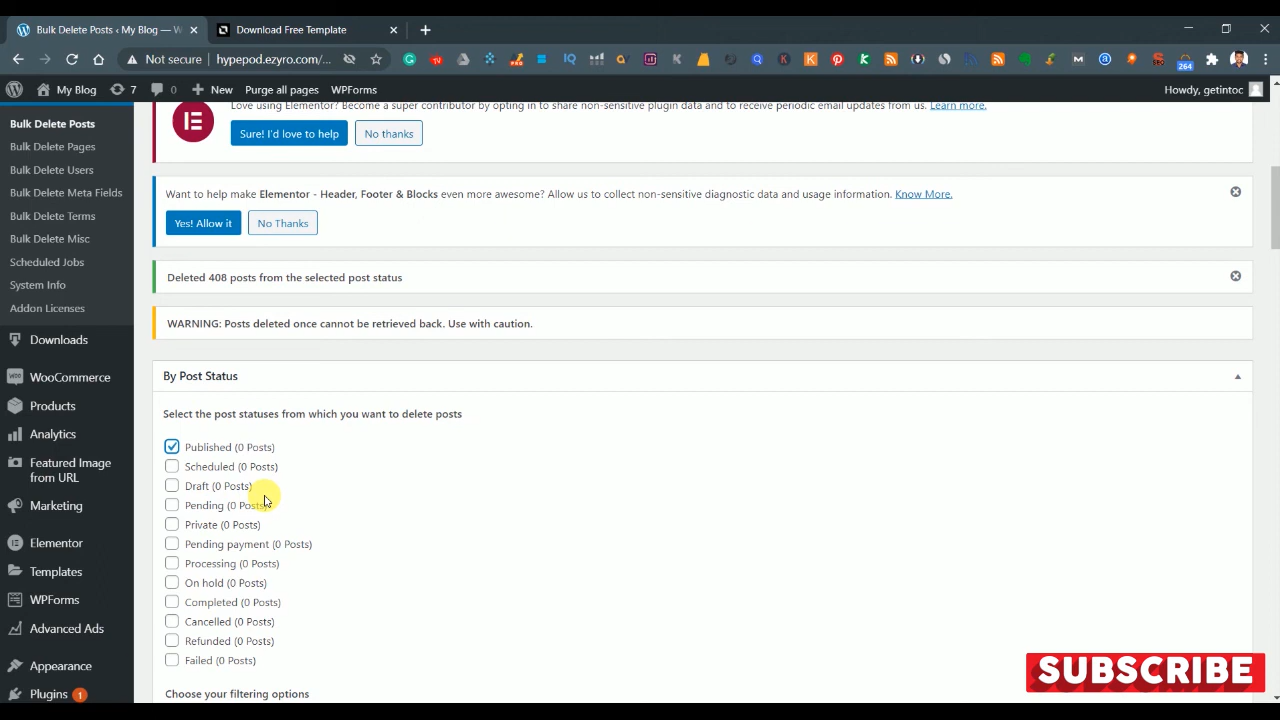 Bulk Delete Posts ‹ My Blog — W
Download Free Template
Not secure
hypepod.ezyro.com/...
264
My Blog
7
0
New
Purge all pages
WPForms
Howdy, getintoc
Bulk Delete Posts
Bulk Delete Pages
Bulk Delete Users
Bulk Delete Meta Fields
Bulk Delete Terms
Bulk Delete Misc
Scheduled Jobs
System Info
Addon Licenses
Downloads
WooCommerce
Products
Analytics
Featured Image
from URL
Marketing
Elementor
Templates
WPForms
Advanced Ads
Appearance
Plugins 1
Love using Elementor? Become a super contributor by opting in to share non-sensitive plugin data and to receive periodic email updates from us. Learn more.
Sure! I'd love to help
No thanks
Want to help make Elementor - Header, Footer & Blocks even more awesome? Allow us to collect non-sensitive diagnostic data and usage information. Know More.
Yes! Allow it
No Thanks
Deleted 408 posts from the selected post status
WARNING: Posts deleted once cannot be retrieved back. Use with caution.
By Post Status
Select the post statuses from which you want to delete posts
Published (0 Posts)
Scheduled (0 Posts)
Draft (0 Posts)
Pending (0 Posts)
Private (0 Posts)
Pending payment (0 Posts)
Processing (0 Posts)
On hold (0 Posts)
Completed (0 Posts)
Cancelled (0 Posts)
Refunded (0 Posts)
Failed (0 Posts)
Choose your filtering options
SUBSCRIBE